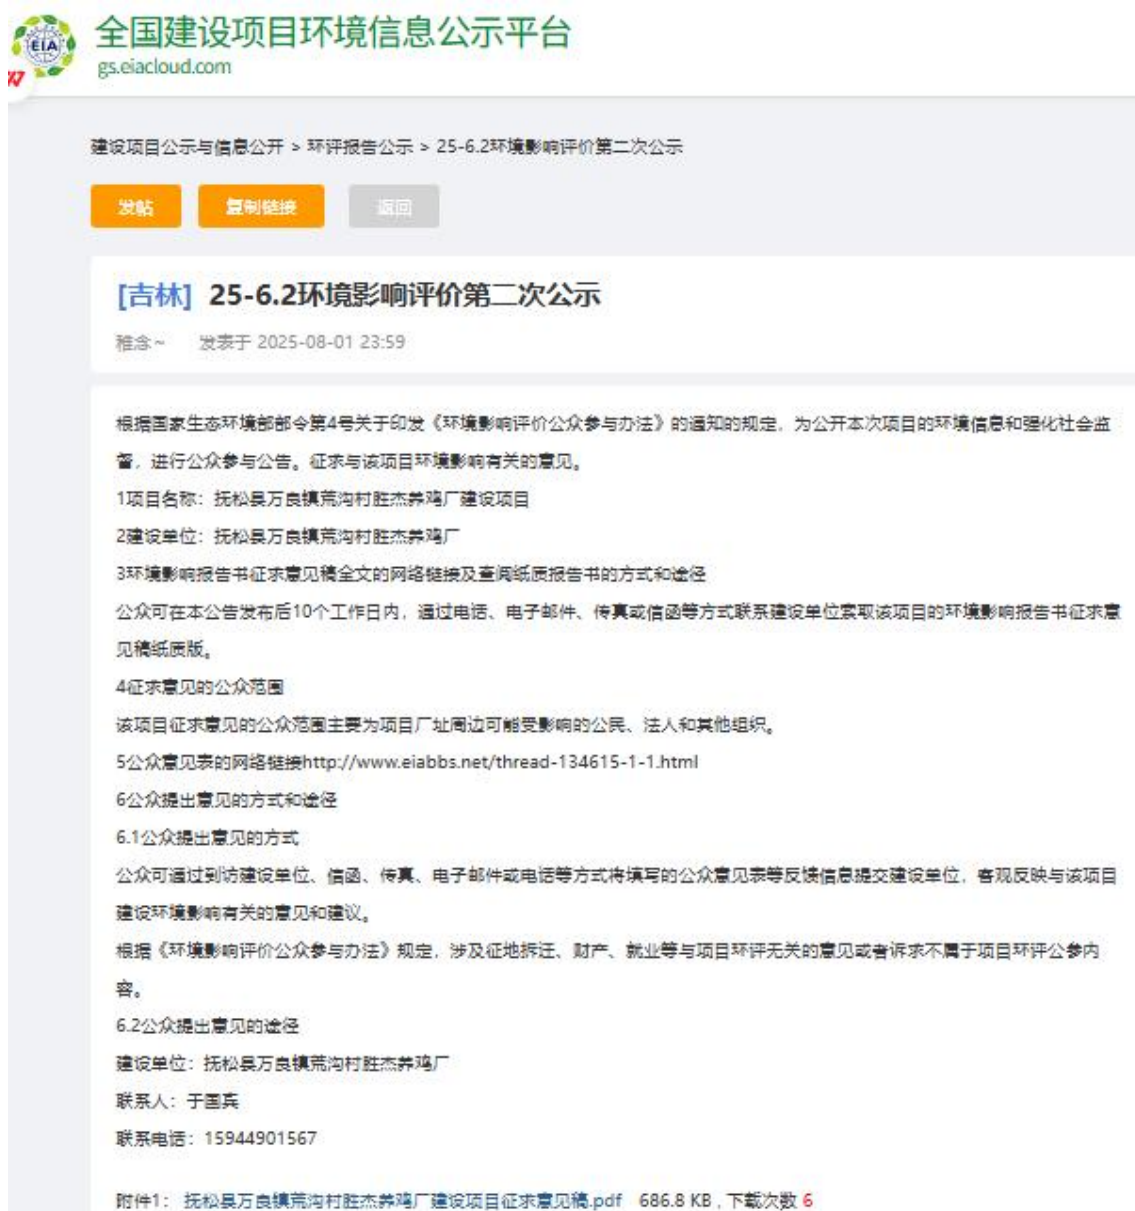 EIA
全国建设项目环境信息公示平台
gs.eiacloud.com
建设项目公示与信息公开 > 环评报告公示 > 25-6.2环境影响评价第二次公示
发帖 复制链接 返回
[吉林] 25-6.2环境影响评价第二次公示
稚念~ 发表于 2025-08-01 23:59
根据国家生态环境部部令第4号关于印发《环境影响评价公众参与办法》的通知的规定，为公开本次项目的环境信息和强化社会监
督，进行公众参与公告。征求与该项目环境影响有关的意见。
1项目名称：抚松县万良镇荒沟村胜杰养鸡厂建设项目
2建设单位：抚松县万良镇荒沟村胜杰养鸡厂
3环境影响报告书征求意见稿全文的网络链接及查阅纸质报告书的方式和途径
公众可在本公告发布后10个工作日内，通过电话、电子邮件、传真或信函等方式联系建设单位索取该项目的环境影响报告书征求意
见稿纸质版。
4征求意见的公众范围
该项目征求意见的公众范围主要为项目厂址周边可能受影响的公民、法人和其他组织。
5公众意见表的网络链接http://www.eiabbs.net/thread-134615-1-1.html
6公众提出意见的方式和途径
6.1公众提出意见的方式
公众可通过到访建设单位、信函、传真、电子邮件或电话等方式将填写的公众意见表等反馈信息提交建设单位，客观反映与该项目
建设环境影响有关的意见和建议。
根据《环境影响评价公众参与办法》规定，涉及征地拆迁、财产、就业等与项目环评无关的意见或者诉求不属于项目环评公参内
容。
6.2公众提出意见的途径
建设单位：抚松县万良镇荒沟村胜杰养鸡厂
联系人：于国宾
联系电话：15944901567
附件1： 抚松县万良镇荒沟村胜杰养鸡厂建设项目征求意见稿.pdf 686.8 KB , 下载次数 6